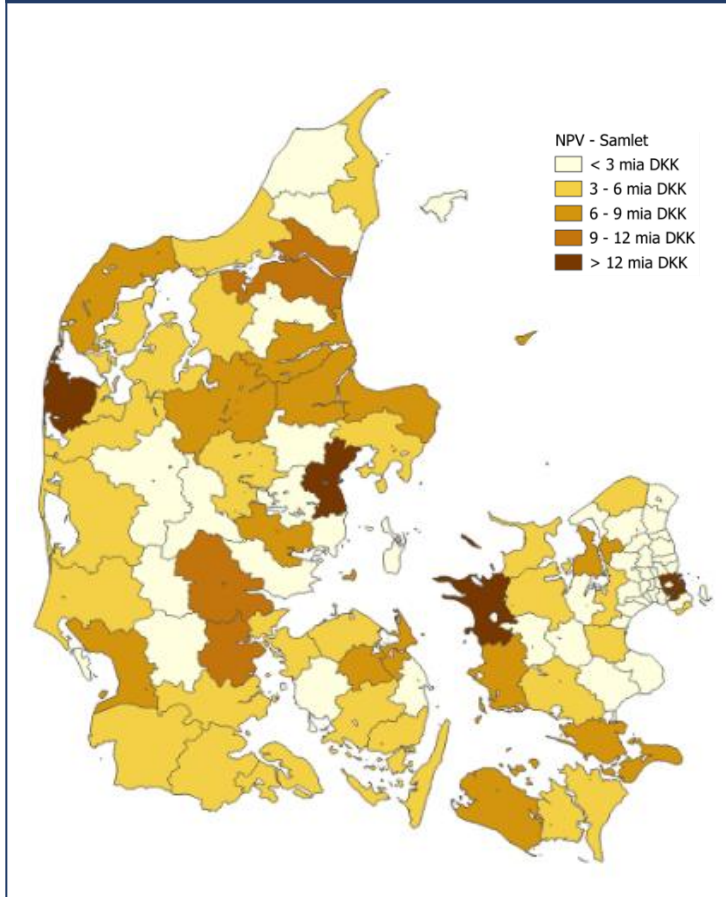 NPV - Samlet
< 3 mia DKK
3 - 6 mia DKK
6 - 9 mia DKK
9 - 12 mia DKK
> 12 mia DKK